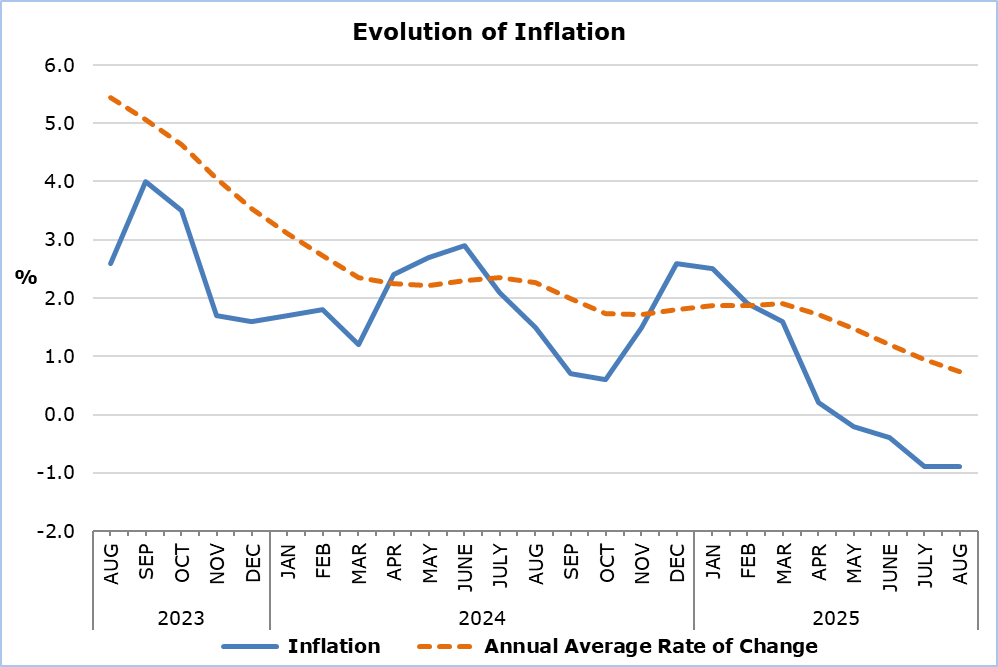 Evolution of Inflation
6.0
5.0
4.0
3.0
%
2.0
1.0
0.0
-1.0
-2.0
AUG SEP OCT NOV DEC JAN FEB MAR APR MAY JUNE JULY AUG SEP OCT NOV DEC JAN FEB MAR APR MAY JUNE JULY AUG
2023 2024 2025
Inflation Annual Average Rate of Change